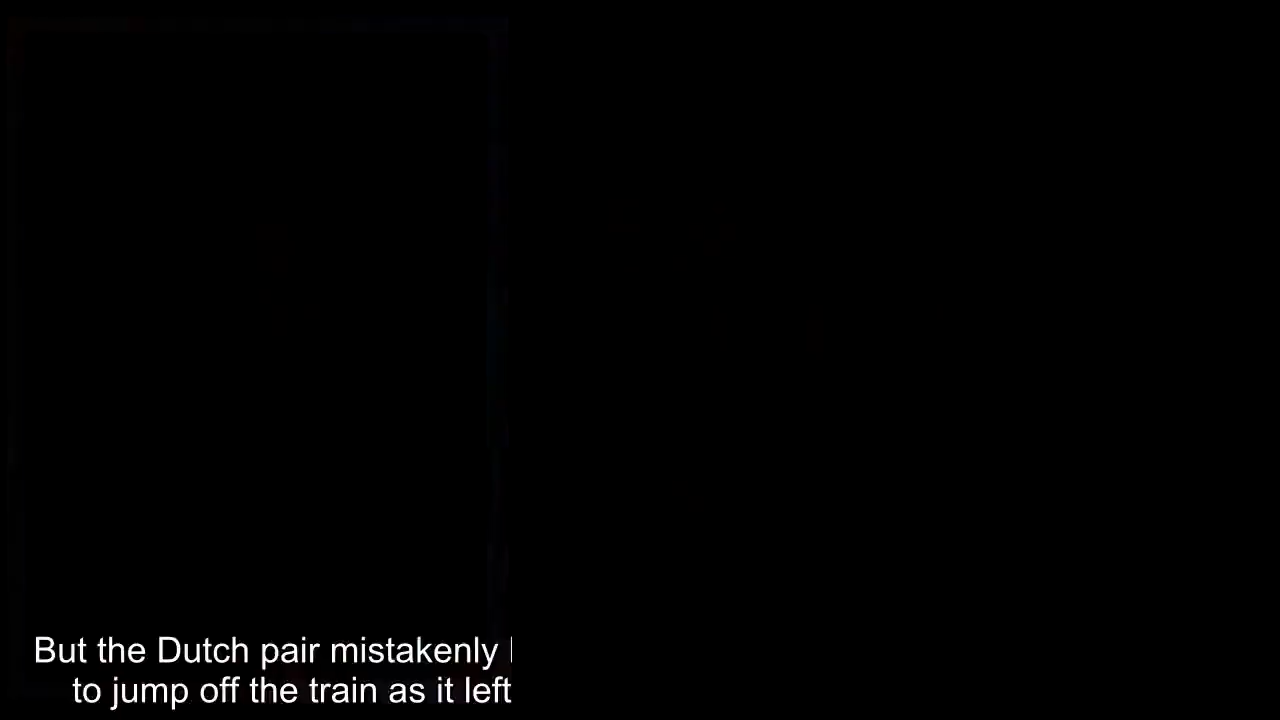 But the Dutch pair mistakenly
to jump off the train as it left